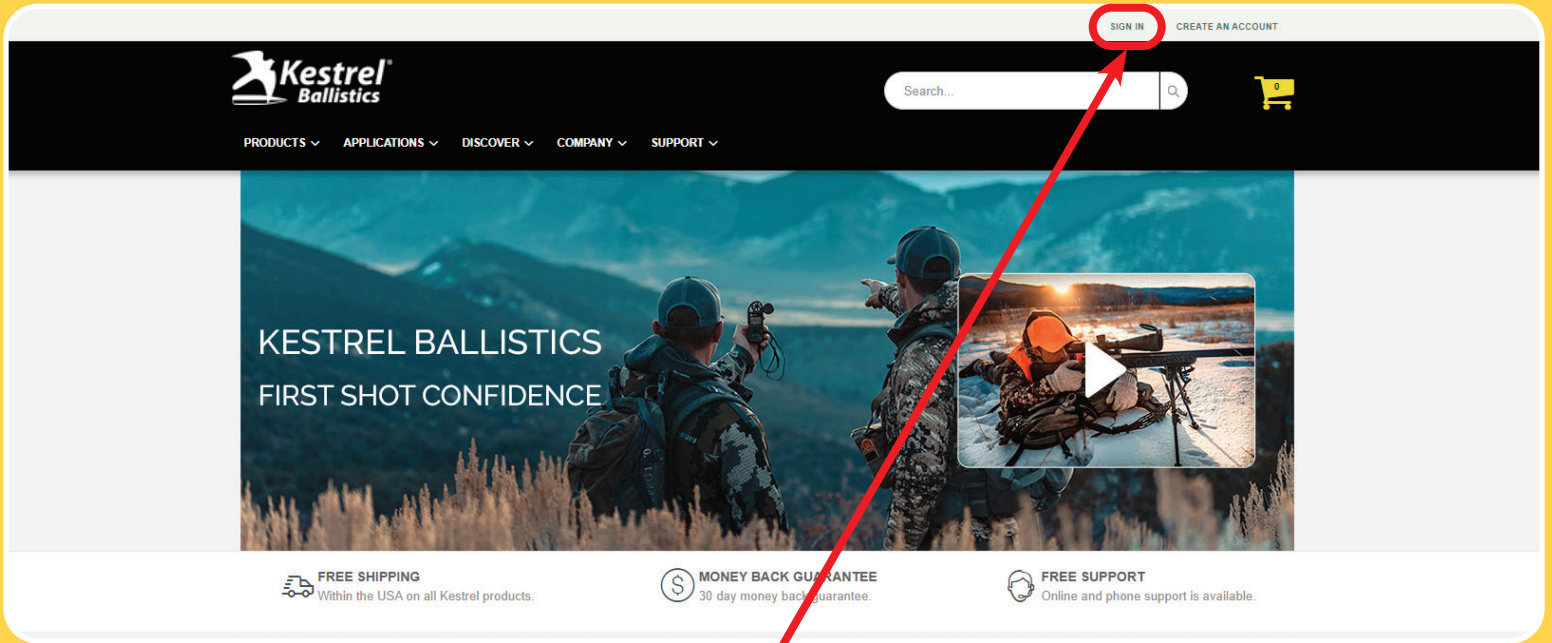 SIGN IN CREATE AN ACCOUNT
Kestrel®
Ballistics
Search...
0
PRODUCTS APPLICATIONS DISCOVER COMPANY SUPPORT
KESTREL BALLISTICS
FIRST SHOT CONFIDENCE
FREE SHIPPING
Within the USA on all Kestrel products.
MONEY BACK GUARANTEE
30 day money back guarantee.
FREE SUPPORT
Online and phone support is available.